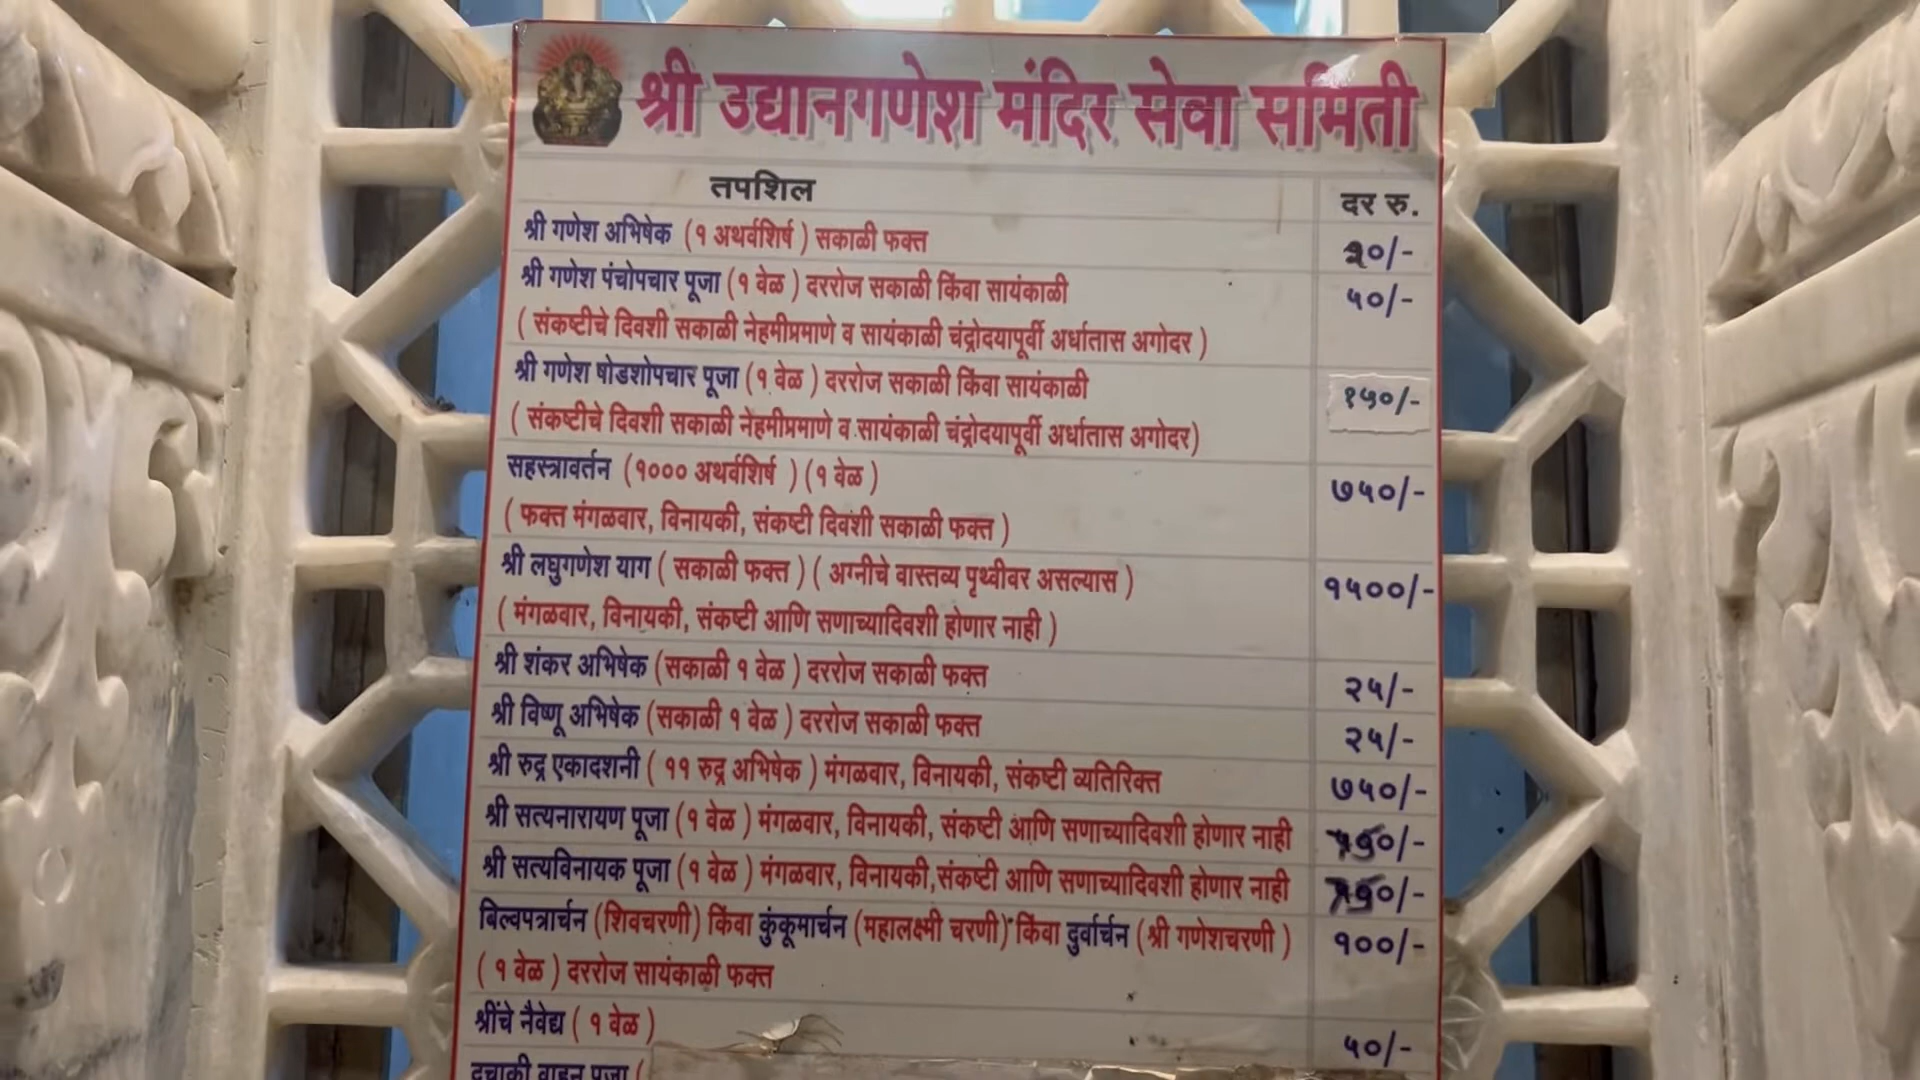 श्री उद्यानगणेश मंदिर सेवा समिती
तपशिल दर रु.
श्री गणेश अभिषेक (१ अथर्वशिर्ष ) सकाळी फक्त
श्री गणेश पंचोपचार पूजा (१ वेळ ) दररोज सकाळी किंवा सायंकाळी ५०/-
( संकष्टीचे दिवशी सकाळी नेहमीप्रमाणे व सायंकाळी चंद्रोदयापूर्वी अर्धातास अगोदर )
श्री गणेश षोडशोपचार पूजा (१ वेळ ) दररोज सकाळी किंवा सायंकाळी १५०/-
( संकष्टीचे दिवशी सकाळी नेहमीप्रमाणे व सायंकाळी चंद्रोदयापूर्वी अर्धातास अगोदर)
सहस्त्रावर्तन (१००० अथर्वशिर्ष ) (१ वेळ ) ७५०/-
( फक्त मंगळवार, विनायकी, संकष्टी दिवशी सकाळी फक्त )
श्री लघुगणेश याग ( सकाळी फक्त ) ( अग्नीचे वास्तव्य पृथ्वीवर असल्यास ) १५००/-
( मंगळवार, विनायकी, संकष्टी आणि सणाच्यादिवशी होणार नाही )
श्री शंकर अभिषेक (सकाळी १ वेळ ) दररोज सकाळी फक्त २५/-
श्री विष्णू अभिषेक (सकाळी १ वेळ ) दररोज सकाळी फक्त २५/-
श्री रुद्र एकादशनी ( ११ रुद्र अभिषेक ) मंगळवार, विनायकी, संकष्टी व्यतिरिक्त ७५०/-
श्री सत्यनारायण पूजा (१ वेळ ) मंगळवार, विनायकी, संकष्टी आणि सणाच्यादिवशी होणार नाही
श्री सत्यविनायक पूजा (१ वेळ ) मंगळवार, विनायकी,संकष्टी आणि सणाच्यादिवशी होणार नाही
बिल्वपत्रार्चन (शिवचरणी) किंवा कुंकूमार्चन (महालक्ष्मी चरणी) किंवा दुर्वार्चन (श्री गणेशचरणी ) १००/-
( १ वेळ ) दररोज सायंकाळी फक्त
श्रींचे नैवेद्य ( १ वेळ ) ५०/-